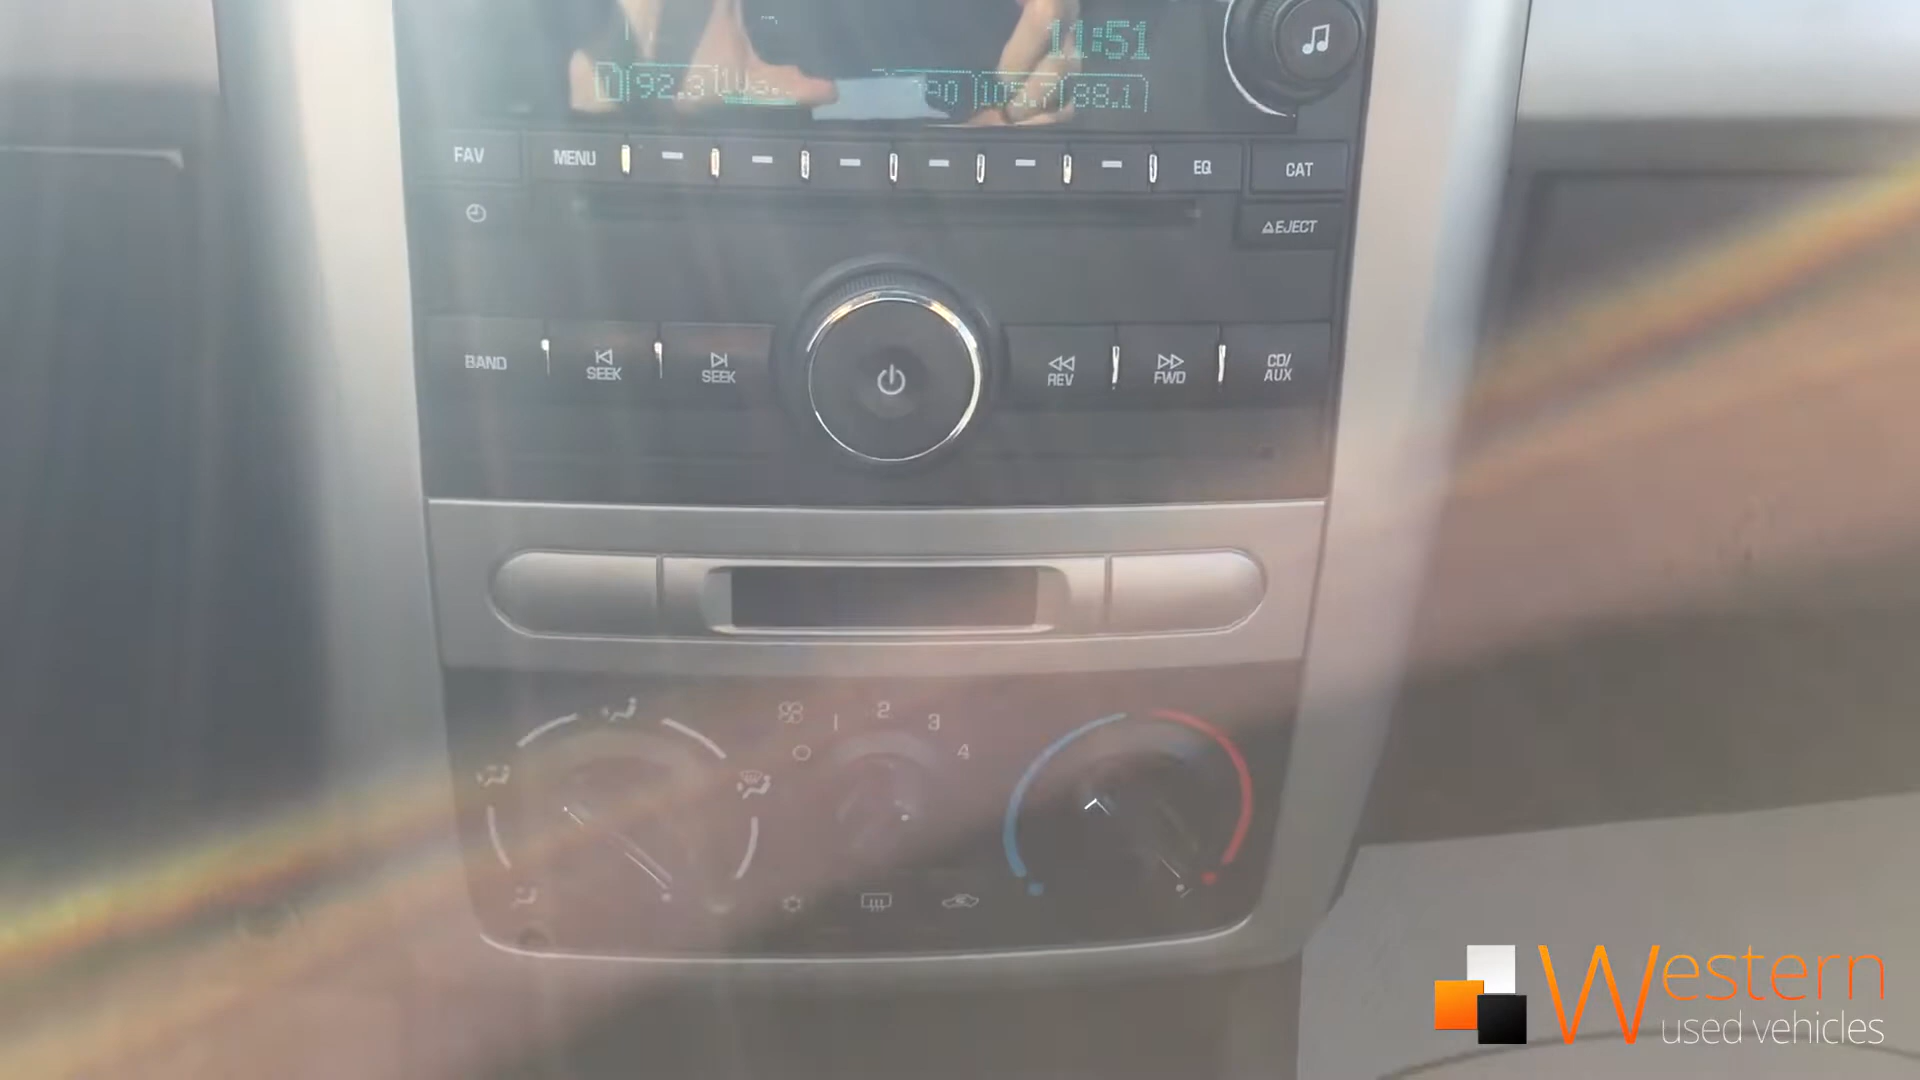 11:51
1 92.3 105.7 88.1
FAV MENU EQ CAT
EJECT
BAND SEEK SEEK REV FWD CD/
AUX
1 2 3 4
Western
used vehicles